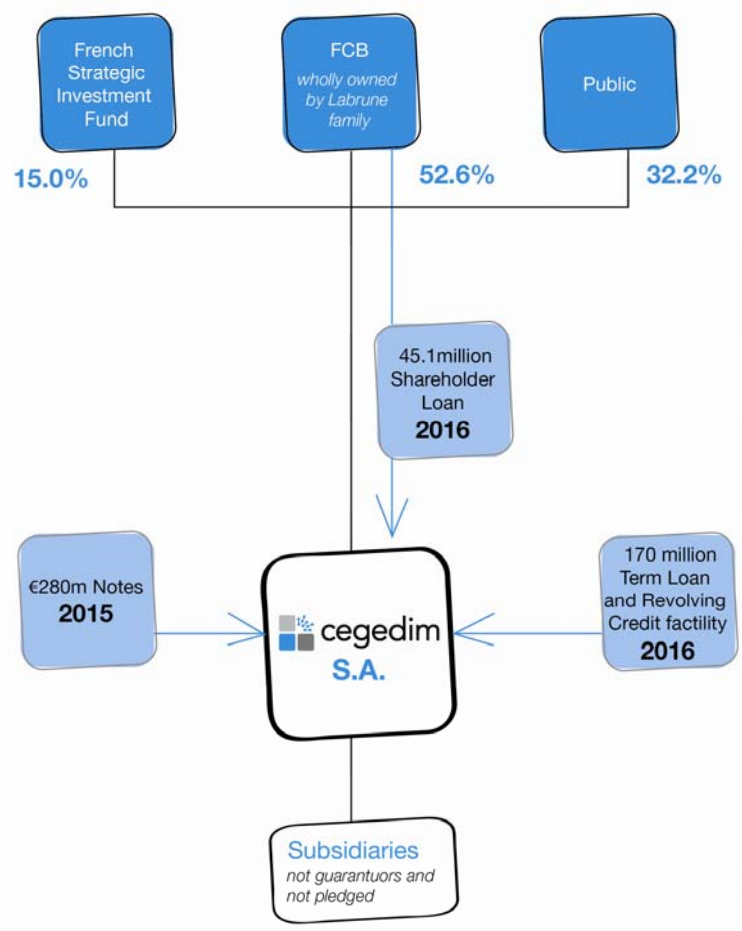 French
Strategic
Investment
Fund
FCB
wholly owned
by Labrune
family
Public
15.0%
52.6%
32.2%
45.1million
Shareholder
Loan
2016
€280m Notes
2015
170 million
Term Loan
and Revolving
Credit factility
2016
cegedim
S.A.
Subsidiaries
not guarantuors and
not pledged